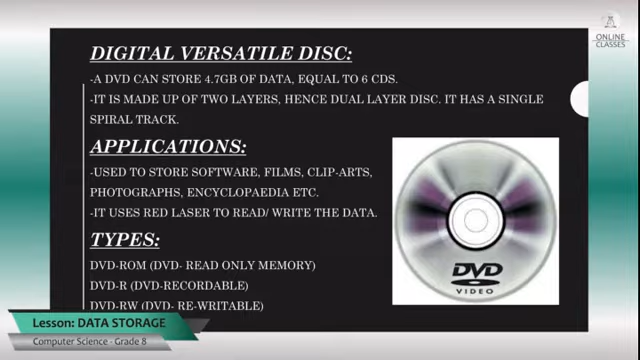 ONLINE
CLASSES
DIGITAL VERSATILE DISC:
-A DVD CAN STORE 4.7GB OF DATA, EQUAL TO 6 CDS.
-IT IS MADE UP OF TWO LAYERS, HENCE DUAL LAYER DISC. IT HAS A SINGLE
SPIRAL TRACK.
APPLICATIONS:
-USED TO STORE SOFTWARE, FILMS, CLIP-ARTS,
PHOTOGRAPHS, ENCYCLOPAEDIA ETC.
-IT USES RED LASER TO READ/ WRITE THE DATA.
TYPES:
DVD-ROM (DVD- READ ONLY MEMORY)
DVD-R (DVD-RECORDABLE)
DVD-RW (DVD- RE-WRITABLE)
DVD
VIDEO
Lesson: DATA STORAGE
Computer Science - Grade 8